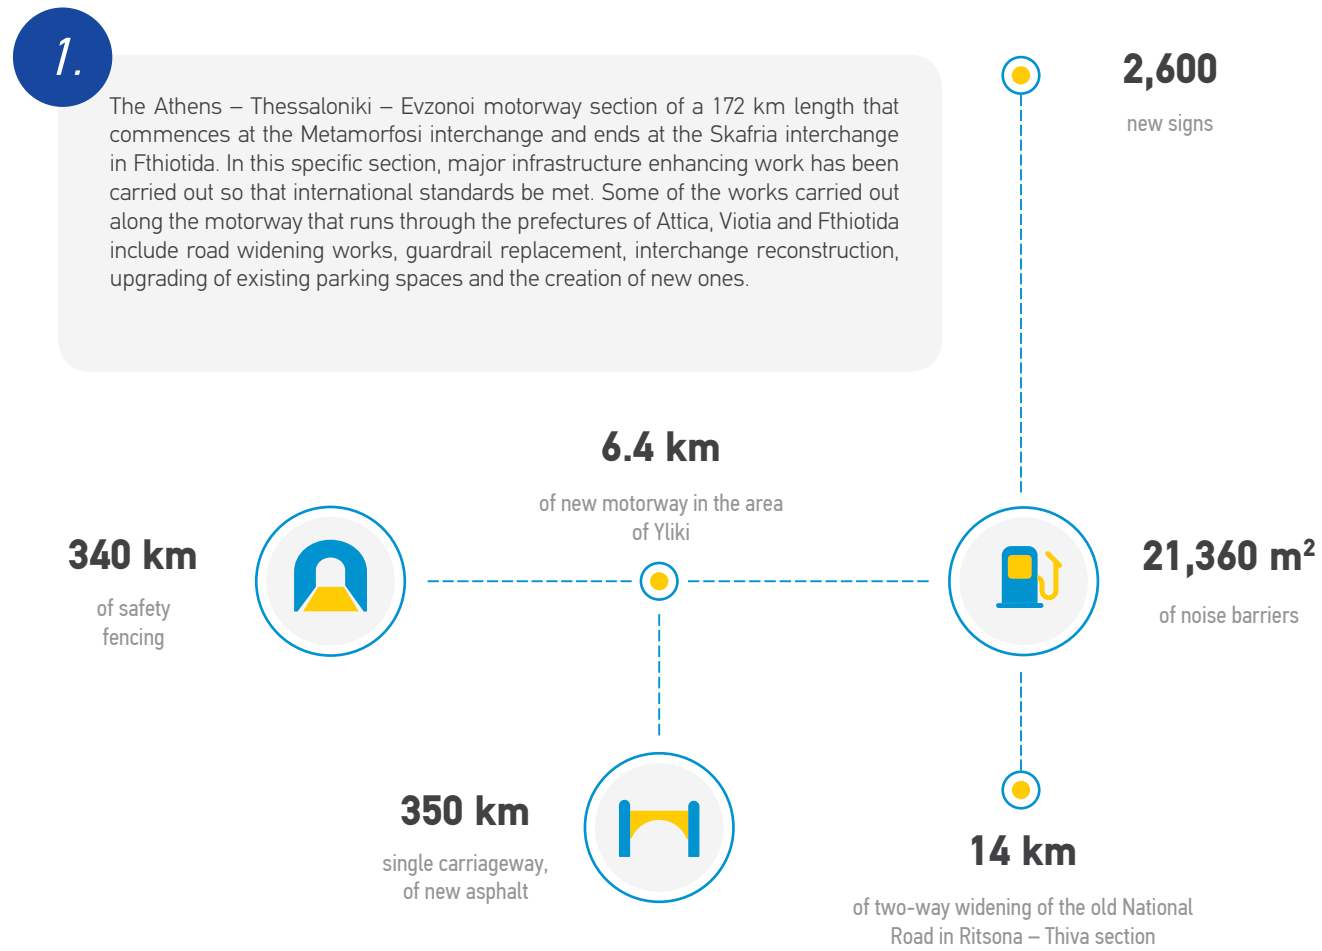 1.
The Athens – Thessaloniki – Evzonoi motorway section of a 172 km length that
commences at the Metamorfosi interchange and ends at the Skafria interchange
in Fthiotida. In this specific section, major infrastructure enhancing work has been
carried out so that international standards be met. Some of the works carried out
along the motorway that runs through the prefectures of Attica, Viotia and Fthiotida
include road widening works, guardrail replacement, interchange reconstruction,
upgrading of existing parking spaces and the creation of new ones.
2,600
new signs
6.4 km
of new motorway in the area
of Yliki
340 km
of safety
fencing
21,360 m²
of noise barriers
350 km
single carriageway,
of new asphalt
14 km
of two-way widening of the old National
Road in Ritsona – Thiva section